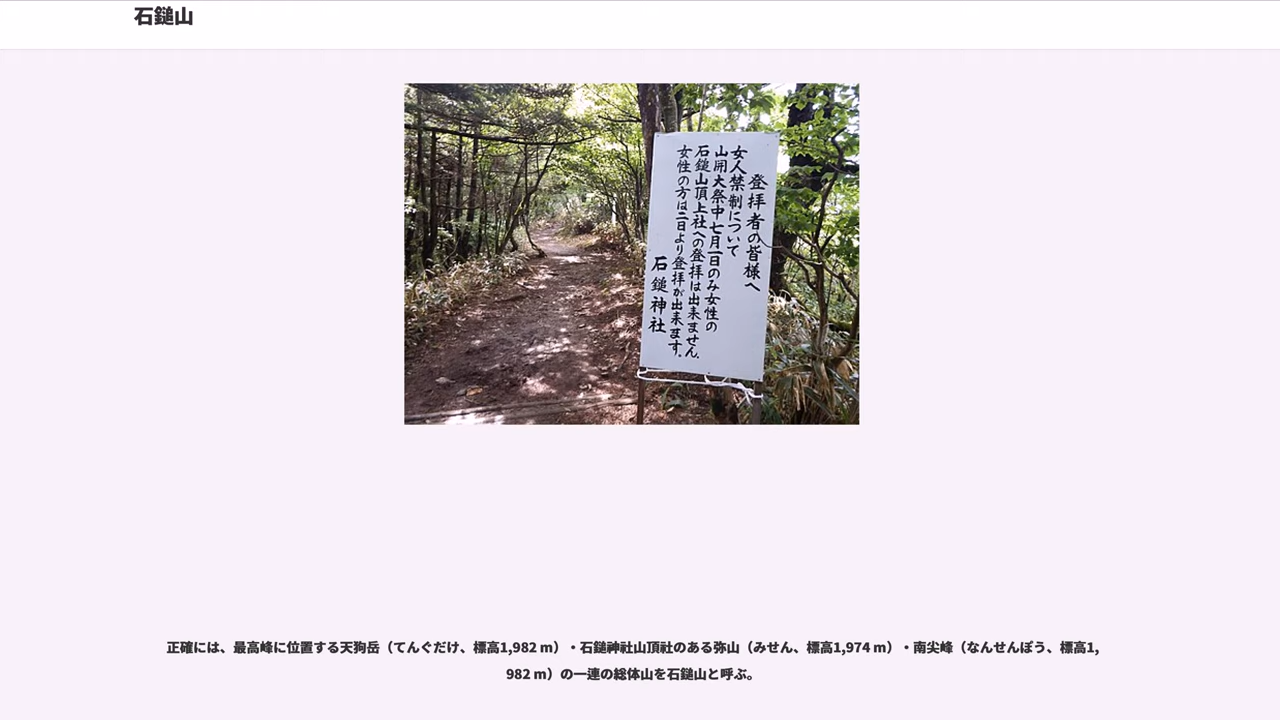 石鎚山
登拝者の皆様へ
女人禁制について
山開大祭中七月一日のみ女性の
石鎚山頂上社への登拝は出来ません。
女性の方は二日より登拝が出来ます。
石鎚神社
正確には、最高峰に位置する天狗岳（てんぐだけ、標高1,982 m）・石鎚神社山頂社のある弥山（みせん、標高1,974 m）・南尖峰（なんせんぽう、標高1,
982 m）の一連の総体山を石鎚山と呼ぶ。